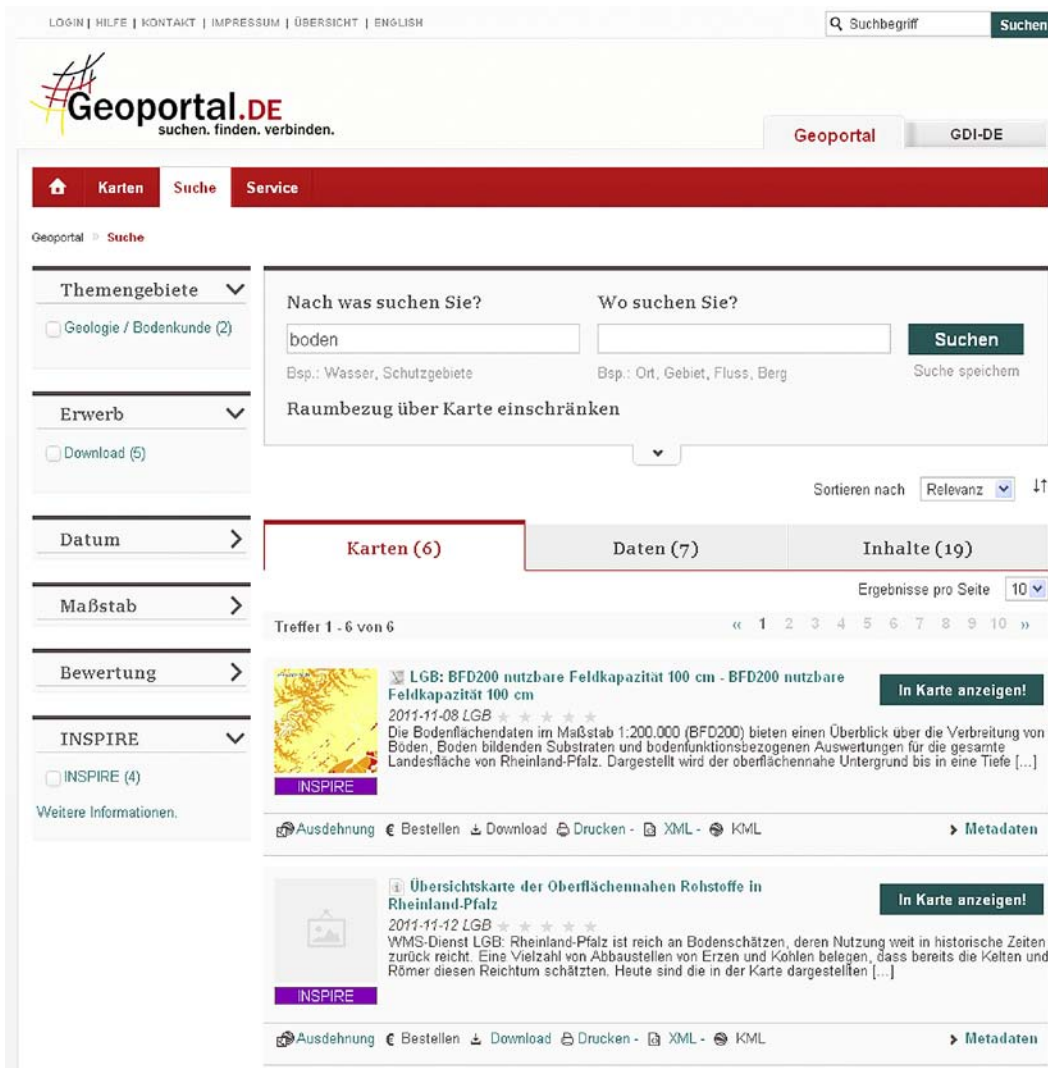 LOGIN | HILFE | KONTAKT | IMPRESSUM | ÜBERSICHT | ENGLISH
Suchbegriff
Suchen
Geoportal.DE
suchen. finden. verbinden.
Geoportal
GDI-DE
Karten
Suche
Service
Geoportal » Suche
Themengebiete
Geologie / Bodenkunde (2)
Erwerb
Download (5)
Datum
Maßstab
Bewertung
INSPIRE
INSPIRE (4)
Weitere Informationen.
Nach was suchen Sie?
Wo suchen Sie?
boden
Suchen
Bsp.: Wasser, Schutzgebiete
Bsp.: Ort, Gebiet, Fluss, Berg
Suche speichern
Raumbezug über Karte einschränken
Sortieren nach Relevanz
Karten (6)
Daten (7)
Inhalte (19)
Ergebnisse pro Seite 10
Treffer 1 - 6 von 6
« 1 2 3 4 5 6 7 8 9 10 »
LGB: BFD200 nutzbare Feldkapazität 100 cm - BFD200 nutzbare
Feldkapazität 100 cm
In Karte anzeigen!
2011-11-08 LGB
Die Bodenflächendaten im Maßstab 1:200.000 (BFD200) bieten einen Überblick über die Verbreitung von
Böden, Boden bildenden Substraten und bodenfunktionsbezogenen Auswertungen für die gesamte
Landesfläche von Rheinland-Pfalz. Dargestellt wird der oberflächennahe Untergrund bis in eine Tiefe [...]
INSPIRE
Ausdehnung € Bestellen Download Drucken - XML - KML
Metadaten
Übersichtskarte der Oberflächennahen Rohstoffe in
Rheinland-Pfalz
In Karte anzeigen!
2011-11-12 LGB
WMS-Dienst LGB: Rheinland-Pfalz ist reich an Bodenschätzen, deren Nutzung weit in historische Zeiten
zurück reicht. Eine Vielzahl von Abbaustellen von Erzen und Kohlen belegen, dass bereits die Kelten und
Römer diesen Reichtum schätzten. Heute sind die in der Karte dargestellten [...]
INSPIRE
Ausdehnung € Bestellen Download Drucken - XML - KML
Metadaten